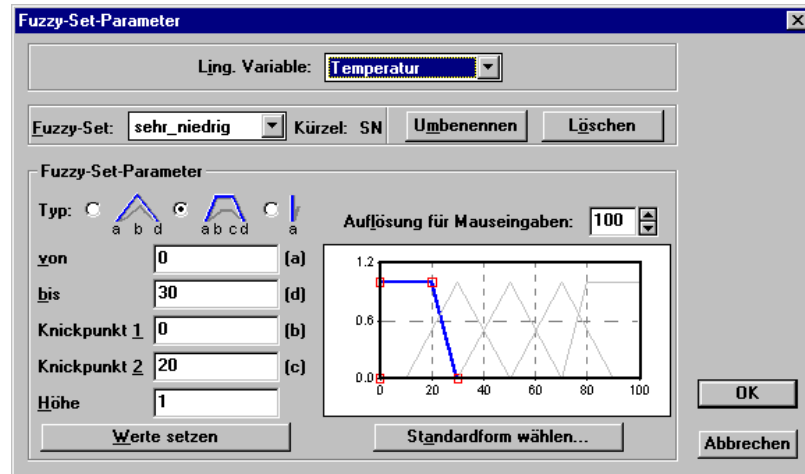 Fuzzy-Set-Parameter
Ling. Variable: Temperatur
Fuzzy-Set: sehr_niedrig Kürzel: SN Umbenennen Löschen
Fuzzy-Set-Parameter
Typ: a b d a b c d a
Auflösung für Mauseingaben: 100
von 0 (a)
bis 30 (d)
Knickpunkt 1 0 (b)
Knickpunkt 2 20 (c)
Höhe 1
1.2
0.6
0.0
0 20 40 60 80 100
Werte setzen
Standardform wählen...
OK
Abbrechen